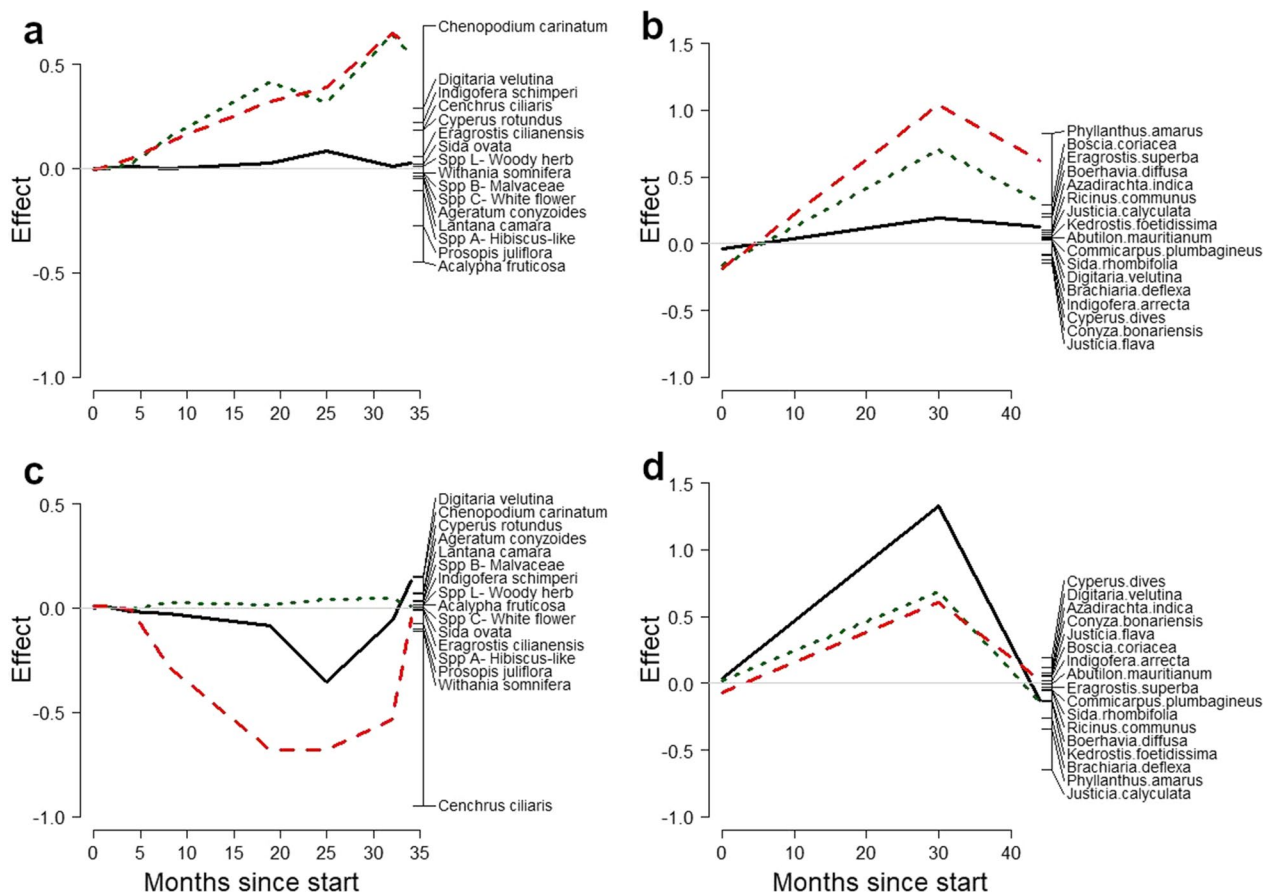 a
Effect
0.5
0.0
-0.5
-1.0
0 5 10 15 20 25 30 35
Chenopodium carinatum
Digitaria velutina
Indigofera schimperi
Cenchrus ciliaris
Cyperus rotundus
Eragrostis cilianensis
Sida ovata
Spp L- Woody herb
Withania somnifera
Spp B- Malvaceae
Spp C- White flower
Ageratum conyzoides
Lantana camara
Spp A- Hibiscus-like
Prosopis juliflora
Acalypha fruticosa
b
Effect
1.5
1.0
0.5
0.0
-0.5
-1.0
0 10 20 30 40
Phyllanthus.amarus
Boscia.coriacea
Eragrostis.superba
Boerhavia.diffusa
Azadirachta.indica
Ricinus.communus
Justicia.calyculata
Kedrostis.foetidissima
Abutilon.mauritianum
Commicarpus.plumbagineus
Sida.rhombifolia
Digitaria.velutina
Brachiaria.deflexa
Indigofera.arrecta
Cyperus.dives
Conyza.bonariensis
Justicia.flava
c
Effect
0.5
0.0
-0.5
-1.0
0 5 10 15 20 25 30 35
Months since start
Digitaria velutina
Chenopodium carinatum
Cyperus rotundus
Ageratum conyzoides
Lantana camara
Spp B- Malvaceae
Indigofera schimperi
Spp L- Woody herb
Acalypha fruticosa
Spp C- White flower
Sida ovata
Eragrostis cilianensis
Spp A- Hibiscus-like
Prosopis juliflora
Withania somnifera
Cenchrus ciliaris
d
Effect
1.5
1.0
0.5
0.0
-0.5
-1.0
0 10 20 30 40
Months since start
Cyperus.dives
Digitaria.velutina
Azadirachta.indica
Conyza.bonariensis
Justicia.flava
Boscia.coriacea
Indigofera.arrecta
Abutilon.mauritianum
Eragrostis.superba
Commicarpus.plumbagineus
Sida.rhombifolia
Ricinus.communus
Boerhavia.diffusa
Kedrostis.foetidissima
Brachiaria.deflexa
Phyllanthus.amarus
Justicia.calyculata